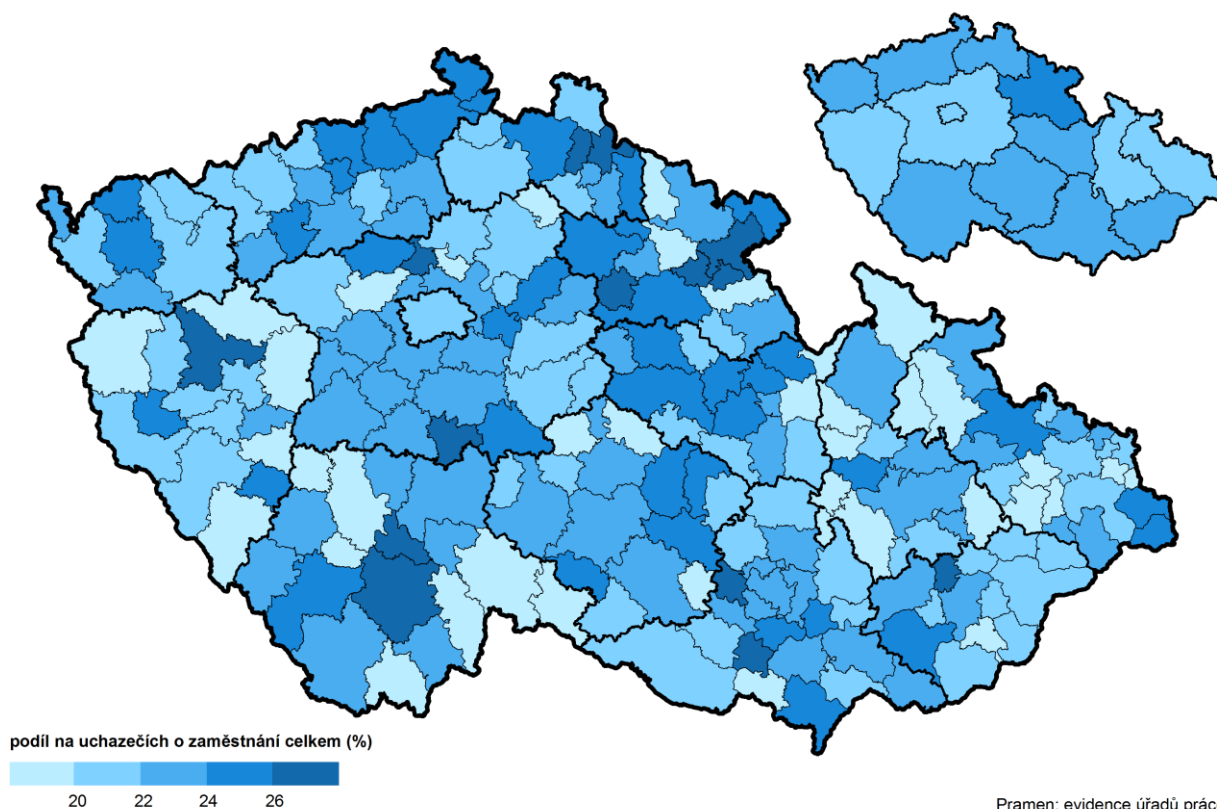 podíl na uchazečích o zaměstnání celkem (%)
20 22 24 26
Pramen: evidence úřadů prác